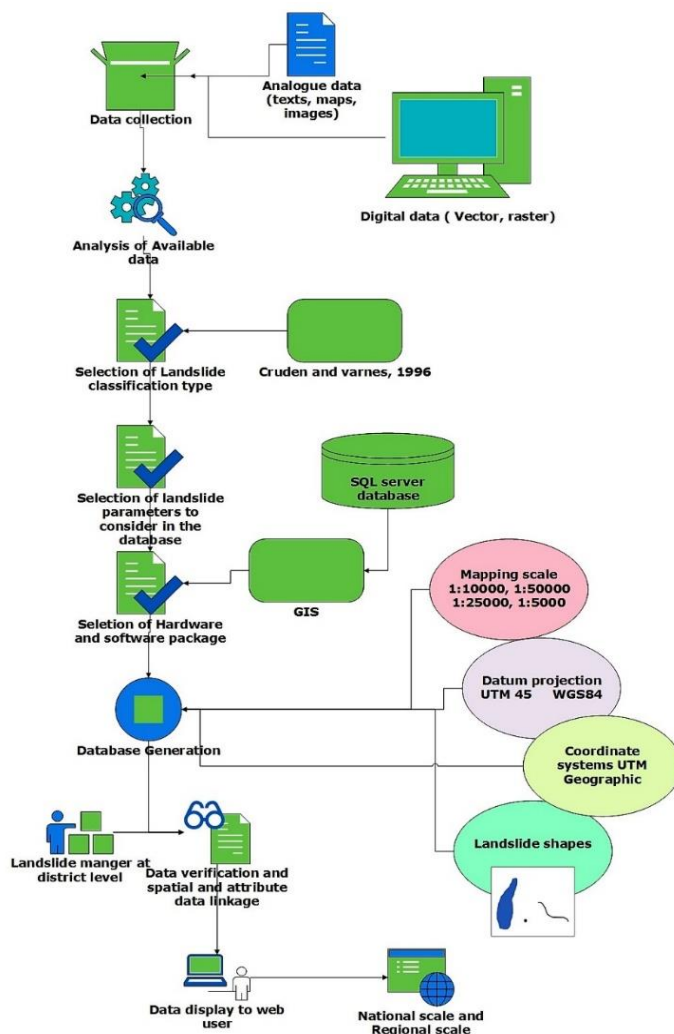 Analogue data
(texts, maps,
images)
Data collection
Digital data ( Vector, raster)
Analysis of Available
data
Selection of Landslide
classification type
Cruden and varnes, 1996
Selection of landslide
parameters to
consider in the
database
SQL server
database
Seletion of Hardware
and software package
GIS
Mapping scale
1:10000, 1:50000
1:25000, 1:5000
Datum projection
UTM 45 WGS84
Database Generation
Coordinate
systems UTM
Geographic
Landslide shapes
Landslide manger at
district level
Data verification and
spatial and attribute
data linkage
Data display to web
user
National scale and
Regional scale